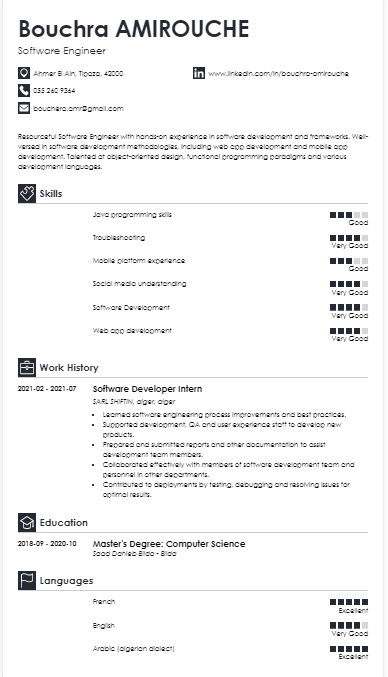 Bouchra AMIROUCHE
Software Engineer
Ahmer El Ain, Tipaza, 42000
www.linkedin.com/in/bouchra-amirouche
055 260 9364
bouchera.amr@gmail.com
Resourceful Software Engineer with hands-on experience in software development and frameworks. Well-
versed in software development methodologies, including web app development and mobile app
development. Talented at object-oriented design, functional programming paradigms and various
development languages.
Skills
Java programming skills
Good
Troubleshooting
Very Good
Mobile platform experience
Good
Social media understanding
Very Good
Software Development
Very Good
Web app development
Very Good
Work History
2021-02 - 2021-07 Software Developer Intern
SARL SHIFTIN, alger, alger
• Learned software engineering process improvements and best practices.
• Supported development, QA and user experience staff to develop new
products.
• Prepared and submitted reports and other documentation to assist
development team members.
• Collaborated effectively with members of software development team and
personnel in other departments.
• Contributed to deployments by testing, debugging and resolving issues for
optimal results.
Education
2018-09 - 2020-10 Master's Degree: Computer Science
Saad Dahleb Blida - Blida
Languages
French
Excellent
English
Very Good
Arabic (algerian dialect)
Excellent